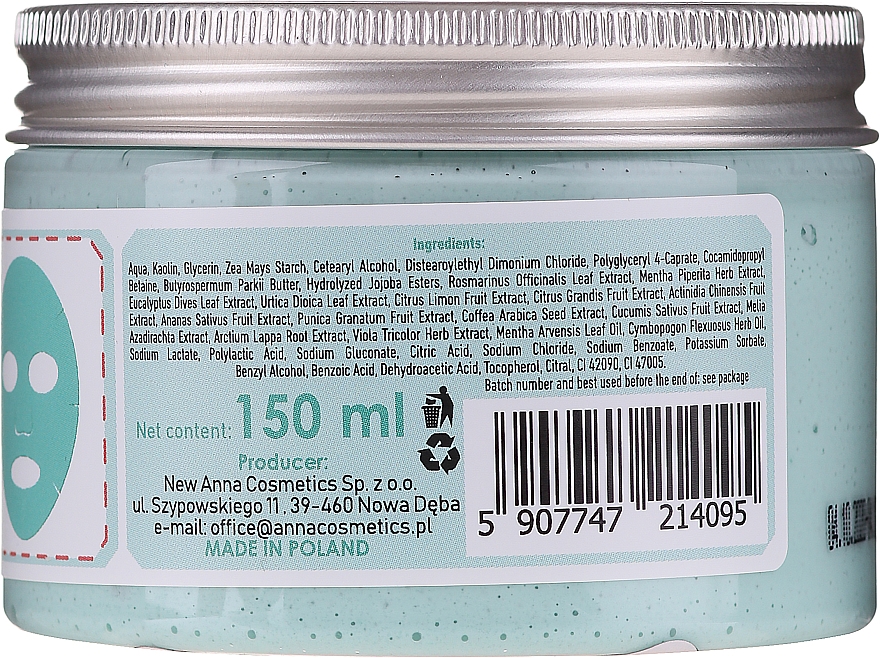 Ingredients:
Aqua, Kaolin, Glycerin, Zea Mays Starch, Cetearyl Alcohol, Distearoylethyl Dimonium Chloride, Polyglyceryl 4-Caprate, Cocamidopropyl
Betaine, Butyrospermum Parkii Butter, Hydrolyzed Jojoba Esters, Rosmarinus Officinalis Leaf Extract, Mentha Piperita Herb Extract,
Eucalyptus Dives Leaf Extract, Urtica Dioica Leaf Extract, Citrus Limon Fruit Extract, Citrus Grandis Fruit Extract, Actinidia Chinensis Fruit
Extract, Ananas Sativus Fruit Extract, Punica Granatum Fruit Extract, Coffea Arabica Seed Extract, Cucumis Sativus Fruit Extract, Melia
Azadirachta Extract, Arctium Lappa Root Extract, Viola Tricolor Herb Extract, Mentha Arvensis Leaf Oil, Cymbopogon Flexuosus Herb Oil,
Sodium Lactate, Polylactic Acid, Sodium Gluconate, Citric Acid, Sodium Chloride, Sodium Benzoate, Potassium Sorbate,
Benzyl Alcohol, Benzoic Acid, Dehydroacetic Acid, Tocopherol, Citral, CI 42090, CI 47005.
Batch number and best used before the end of: see package
Net content: 150 ml
Producer:
New Anna Cosmetics Sp. z o.o.
ul. Szypowskiego 11, 39-460 Nowa Dęba
e-mail: office@annacosmetics.pl
MADE IN POLAND
5 907747 214095